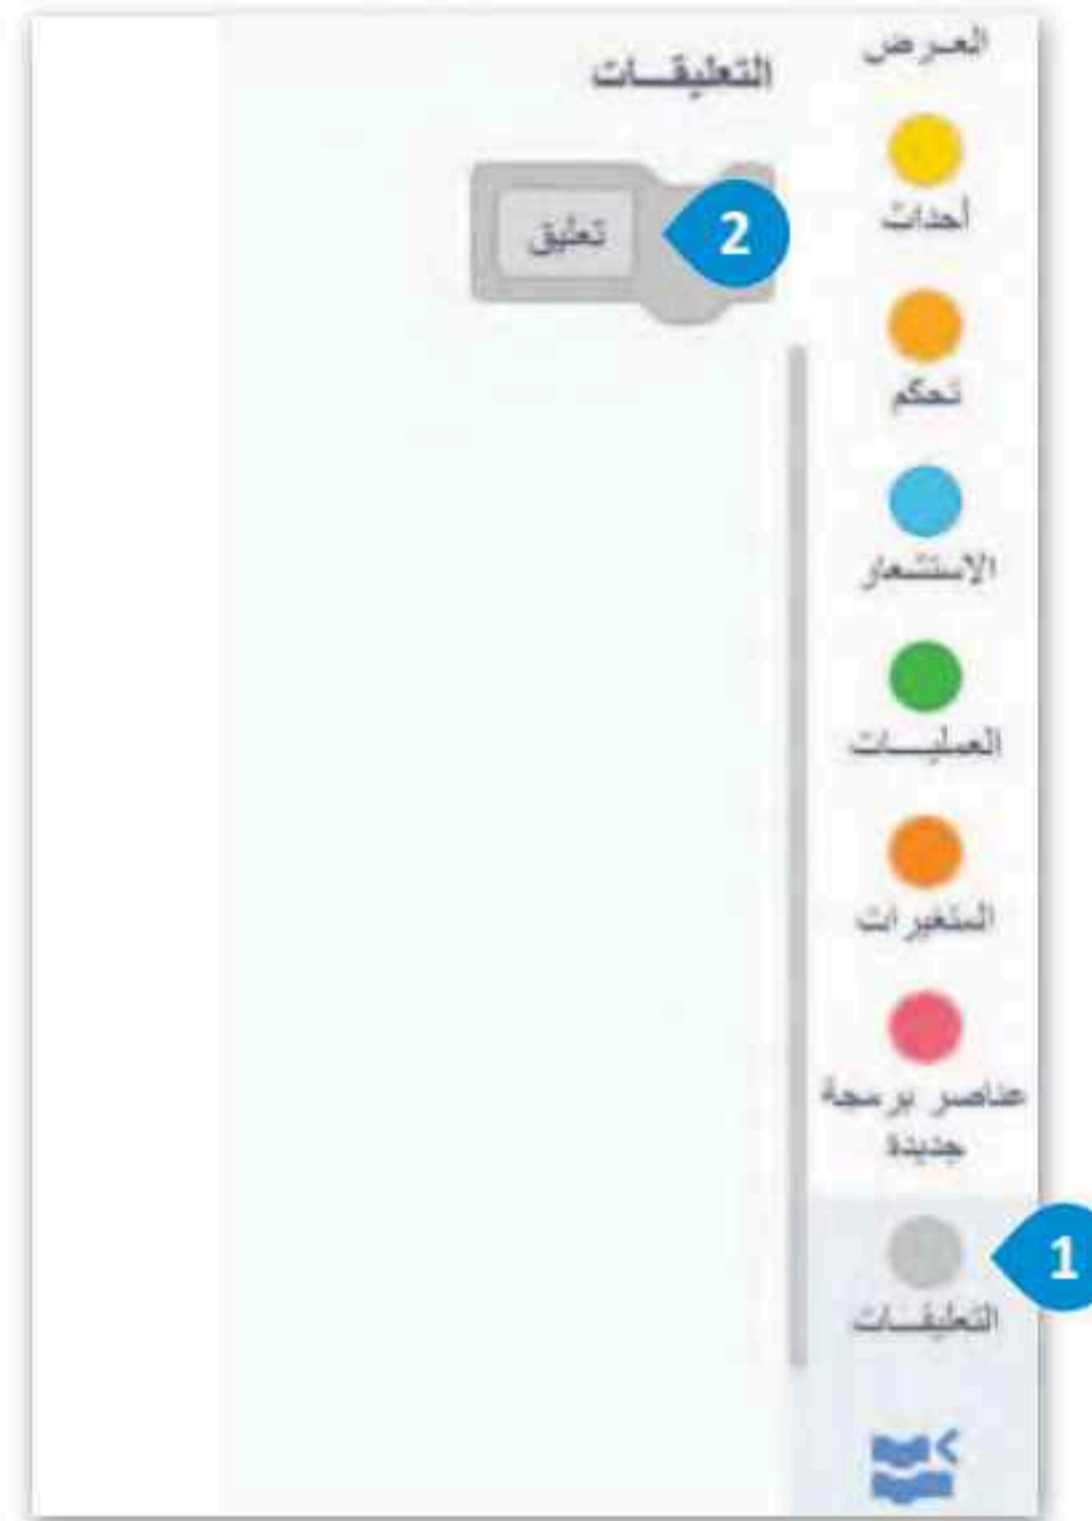 العرض
أحداث
تحكم
الاستشعار
العمليات
المتغيرات
عناصر برمجة
جديدة
التعليقات
1
التعليقات
تعليق
2